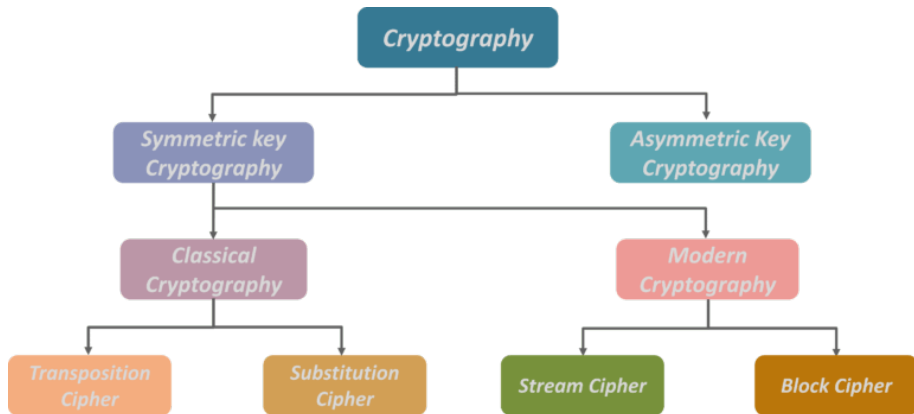 Cryptography
Symmetric key
Cryptography
Asymmetric Key
Cryptography
Classical
Cryptography
Modern
Cryptography
Transposition
Cipher
Substitution
Cipher
Stream Cipher
Block Cipher